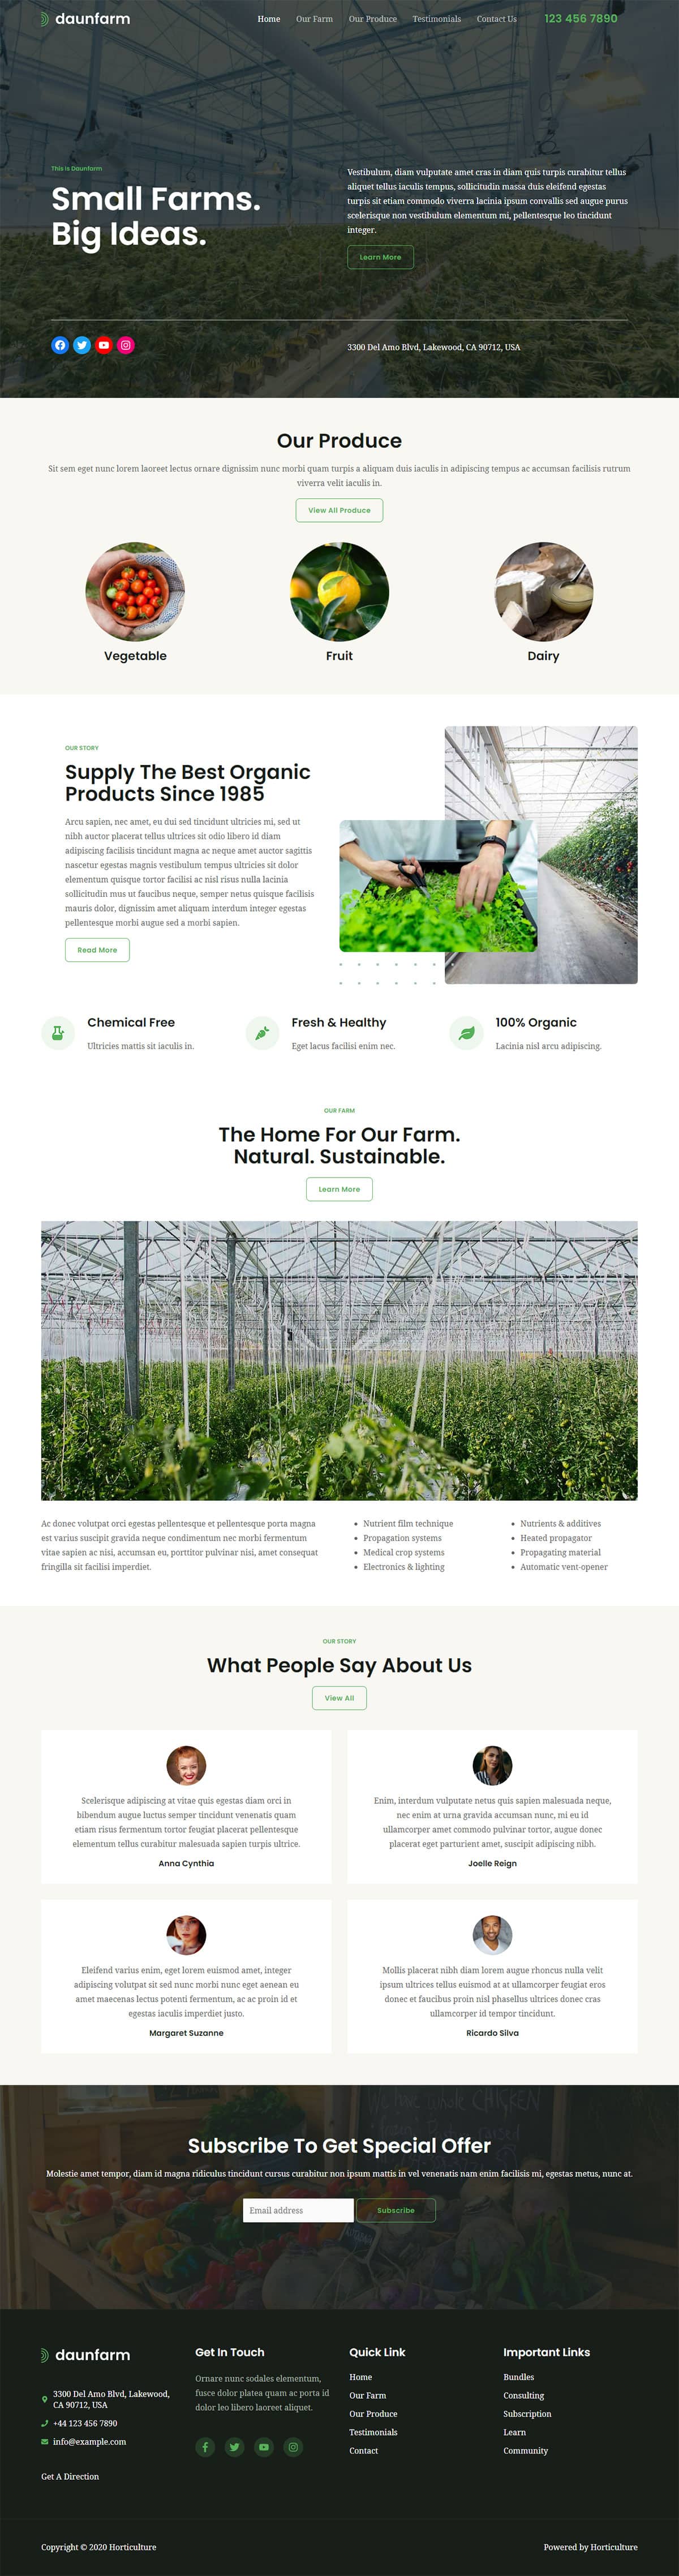 daunfarm
Home Our Farm Our Produce Testimonials Contact Us 123 456 7890
This Is Daunfarm
Small Farms.
Big Ideas.
Vestibulum, diam vulputate amet cras in diam quis turpis curabitur tellus
aliquet tellus iaculis tempus, sollicitudin massa duis eleifend egestas
turpis sit etiam commodo viverra lacinia ipsum convallis sed augue purus
scelerisque non vestibulum elementum mi, pellentesque leo tincidunt
integer.
Learn More
3300 Del Amo Blvd, Lakewood, CA 90712, USA
Our Produce
Sit sem eget nunc lorem laoreet lectus ornare dignissim nunc morbi quam turpis a aliquam duis iaculis in adipiscing tempus ac accumsan facilisis rutrum
viverra velit iaculis in.
View All Produce
Vegetable
Fruit
Dairy
OUR STORY
Supply The Best Organic
Products Since 1985
Arcu sapien, nec amet, eu dui sed tincidunt ultricies mi, sed ut
nibh auctor placerat tellus ultrices sit odio libero id diam
adipiscing facilisis tincidunt magna ac neque amet auctor sagittis
nascetur egestas magnis vestibulum tempus ultricies sit dolor
elementum quisque tortor facilisi ac nisl risus nulla lacinia
sollicitudin mus ut faucibus neque, semper netus quisque facilisis
mauris dolor, dignissim amet aliquam interdum integer egestas
pellentesque morbi augue sed a morbi sapien.
Read More
Chemical Free
Ultricies mattis sit iaculis in.
Fresh & Healthy
Eget lacus facilisi enim nec.
100% Organic
Lacinia nisl arcu adipiscing.
OUR FARM
The Home For Our Farm.
Natural. Sustainable.
Learn More
Ac donec volutpat orci egestas pellentesque et pellentesque porta magna
est varius suscipit gravida neque condimentum nec morbi fermentum
vitae sapien ac nisi, accumsan eu, porttitor pulvinar nisi, amet consequat
fringilla sit facilisi imperdiet.
Nutrient film technique
Propagation systems
Medical crop systems
Electronics & lighting
Nutrients & additives
Heated propagator
Propagating material
Automatic vent-opener
OUR STORY
What People Say About Us
View All
Scelerisque adipiscing at vitae quis egestas diam orci in
bibendum augue luctus semper tincidunt venenatis quam
etiam risus fermentum tortor feugiat placerat pellentesque
elementum tellus curabitur malesuada sapien turpis ultrice.
Anna Cynthia
Enim, interdum vulputate netus quis sapien malesuada neque,
nec enim at urna gravida accumsan nunc, mi eu id
ullamcorper amet commodo pulvinar tortor, augue donec
placerat eget parturient amet, suscipit adipiscing nibh.
Joelle Reign
Eleifend varius enim, eget lorem euismod amet, integer
adipiscing volutpat sit sed nunc morbi nunc eget aenean eu
amet maecenas lectus potenti fermentum, ac ac proin id et
egestas iaculis imperdiet justo.
Margaret Suzanne
Mollis placerat nibh diam lorem augue rhoncus nulla velit
ipsum ultrices tellus euismod at at ullamcorper feugiat eros
donec et faucibus proin nisl phasellus ultrices donec cras
ullamcorper id tempor tincidunt.
Ricardo Silva
Subscribe To Get Special Offer
Molestie amet tempor, diam id magna ridiculus tincidunt cursus curabitur non ipsum mattis in vel venenatis nam enim facilisis mi, egestas metus, nunc at.
Email address
Subscribe
daunfarm
3300 Del Amo Blvd, Lakewood,
CA 90712, USA
+44 123 456 7890
info@example.com
Get A Direction
Get In Touch
Ornare nunc sodales elementum,
fusce dolor platea quam ac porta id
dolor leo libero laoreet aliquet.
Quick Link
Home
Our Farm
Our Produce
Testimonials
Contact
Important Links
Bundles
Consulting
Subscription
Learn
Community
Copyright © 2020 Horticulture
Powered by Horticulture